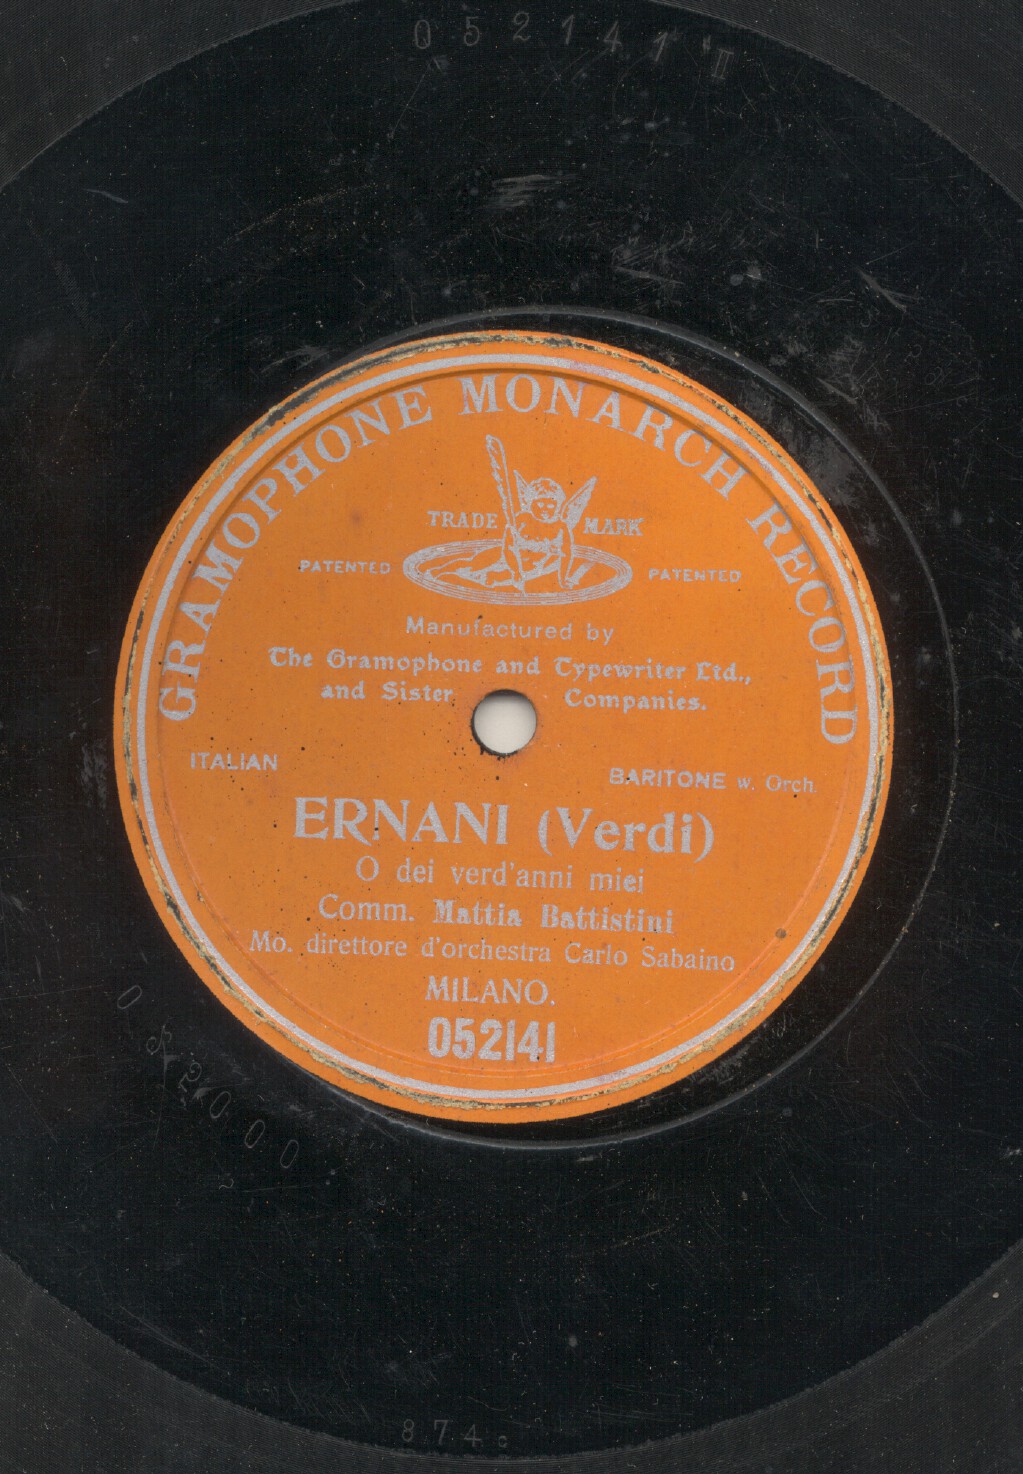 052141 II
GRAMOPHONE MONARCH RECORD
TRADE MARK
PATENTED PATENTED
Manufactured by
The Gramophone and Typewriter Ltd.,
and Sister Companies.
ITALIAN
BARITONE w. Orch.
ERNANI (Verdi)
O dei verd'anni miei
Comm. Mattia Battistini
Mo. direttore d'orchestra Carlo Sabaino
MILANO.
052141
874c